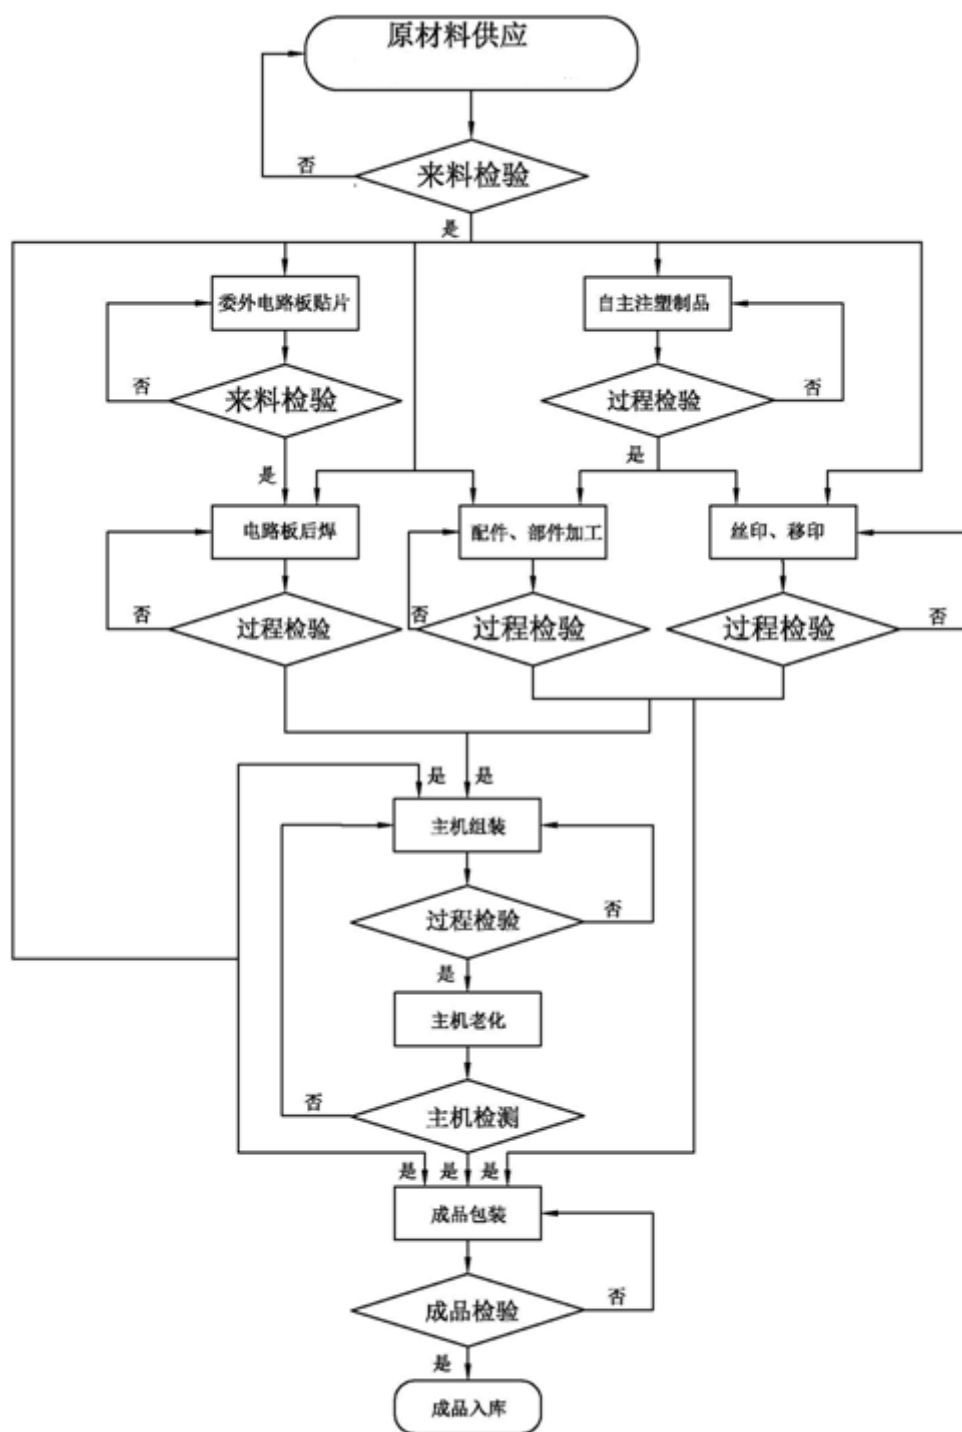 原材料供应
否
来料检验
是
委外电路板贴片
自主注塑制品
否
来料检验
过程检验
否
是
是
电路板后焊
配件、部件加工
丝印、移印
否
过程检验
否
过程检验
过程检验
否
是
是
主机组装
过程检验
否
是
主机老化
否
主机检测
是
是
是
成品包装
成品检验
否
是
成品入库